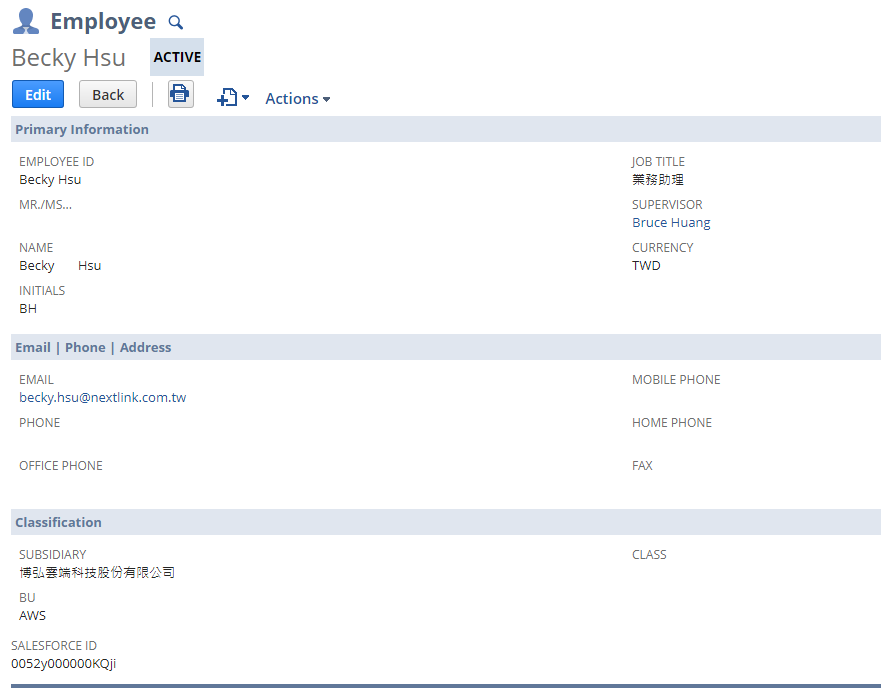 Employee
Becky Hsu ACTIVE
Edit Back Actions
Primary Information
EMPLOYEE ID
Becky Hsu
MR./MS...
NAME
Becky Hsu
INITIALS
BH
JOB TITLE
業務助理
SUPERVISOR
Bruce Huang
CURRENCY
TWD
Email | Phone | Address
EMAIL
becky.hsu@nextlink.com.tw
PHONE
OFFICE PHONE
MOBILE PHONE
HOME PHONE
FAX
Classification
SUBSIDIARY
博弘雲端科技股份有限公司
BU
AWS
CLASS
SALESFORCE ID
0052y000000KQji